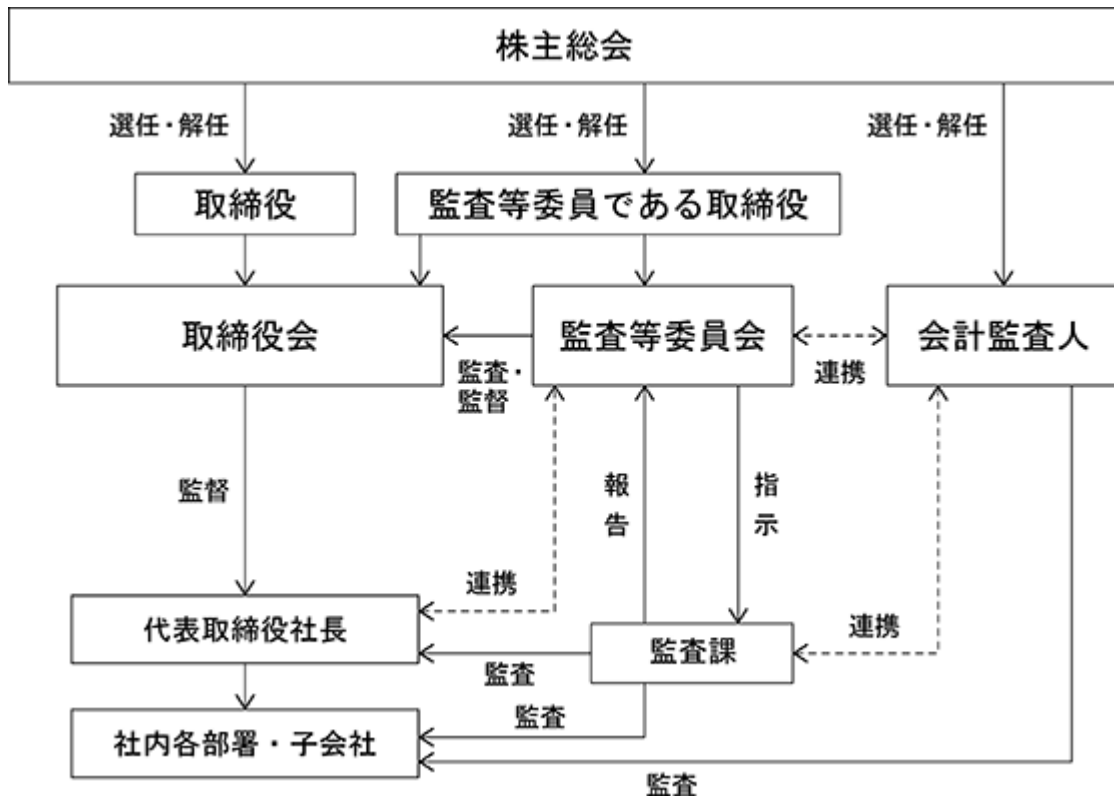 株主総会
選任・解任
選任・解任
選任・解任
取締役
監査等委員である取締役
取締役会
監査等委員会
会計監査人
監査・
監督
連携
監督
報告
指示
連携
連携
代表取締役社長
監査課
監査
監査
社内各部署・子会社
監査